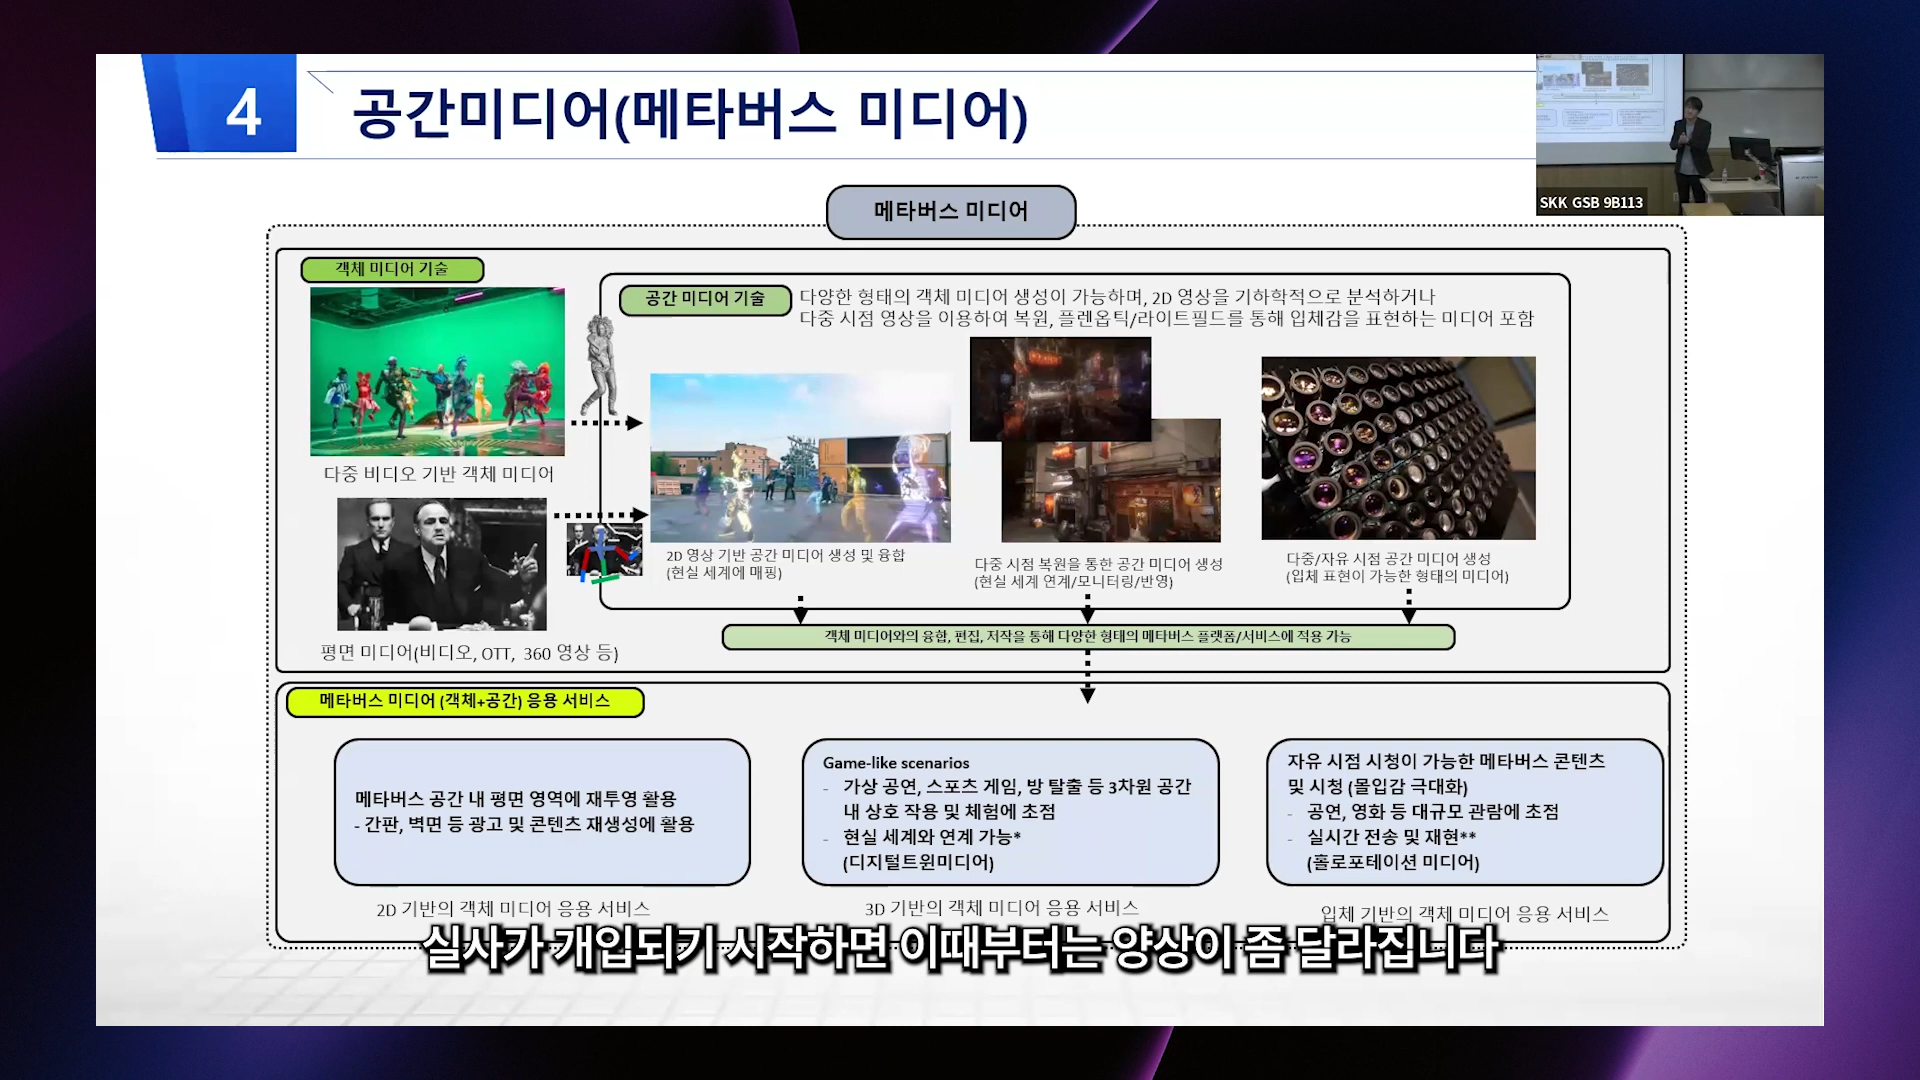 4
공간미디어(메타버스 미디어)
SKK GSB 9B113
메타버스 미디어
객체 미디어 기술
공간 미디어 기술
다양한 형태의 객체 미디어 생성이 가능하며, 2D 영상을 기하학적으로 분석하거나
다중 시점 영상을 이용하여 복원, 플렌옵틱/라이트필드를 통해 입체감을 표현하는 미디어 포함
다중 비디오 기반 객체 미디어
2D 영상 기반 공간 미디어 생성 및 융합
(현실 세계에 매핑)
다중 시점 복원을 통한 공간 미디어 생성
(현실 세계 연계/모니터링/반영)
다중/자유 시점 공간 미디어 생성
(입체 표현이 가능한 형태의 미디어)
평면 미디어(비디오, OTT, 360 영상 등)
객체 미디어와의 융합, 편집, 저작을 통해 다양한 형태의 메타버스 플랫폼/서비스에 적용 가능
메타버스 미디어 (객체+공간) 응용 서비스
메타버스 공간 내 평면 영역에 재투영 활용
- 간판, 벽면 등 광고 및 콘텐츠 재생성에 활용
Game-like scenarios
- 가상 공연, 스포츠 게임, 방 탈출 등 3차원 공간
내 상호 작용 및 체험에 초점
- 현실 세계와 연계 가능*
(디지털트윈미디어)
자유 시점 시청이 가능한 메타버스 콘텐츠
및 시청 (몰입감 극대화)
- 공연, 영화 등 대규모 관람에 초점
- 실시간 전송 및 재현**
(홀로포테이션 미디어)
2D 기반의 객체 미디어 응용 서비스
3D 기반의 객체 미디어 응용 서비스
입체 기반의 객체 미디어 응용 서비스
실사가 개입되기 시작하면 이때부터는 양상이 좀 달라집니다